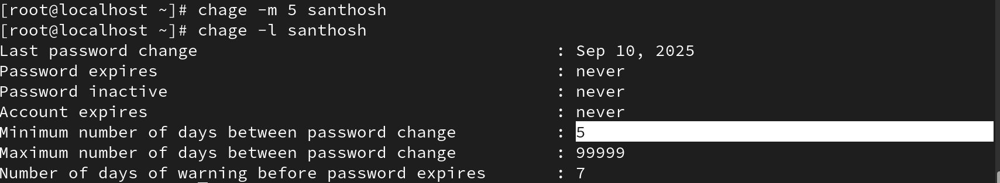 [root@localhost ~]# chage -m 5 santhosh
[root@localhost ~]# chage -l santhosh
Last password change : Sep 10, 2025
Password expires : never
Password inactive : never
Account expires : never
Minimum number of days between password change : 5
Maximum number of days between password change : 99999
Number of days of warning before password expires : 7